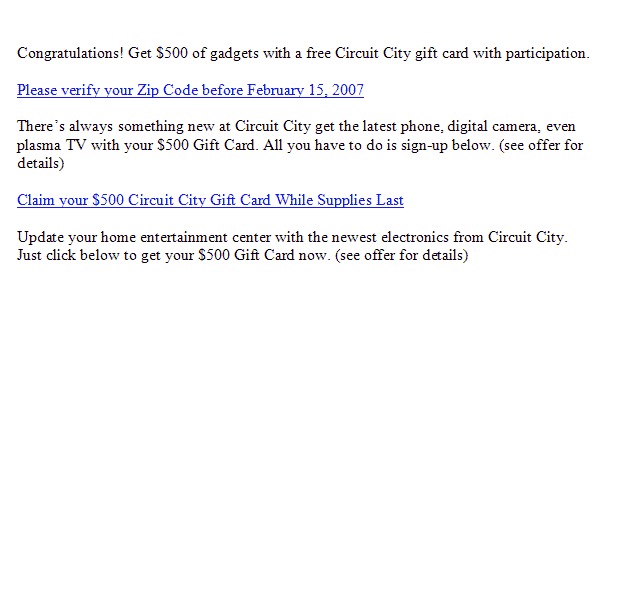 Congratulations! Get $500 of gadgets with a free Circuit City gift card with participation.
Please verify your Zip Code before February 15, 2007
There's always something new at Circuit City get the latest phone, digital camera, even
plasma TV with your $500 Gift Card. All you have to do is sign-up below. (see offer for
details)
Claim your $500 Circuit City Gift Card While Supplies Last
Update your home entertainment center with the newest electronics from Circuit City.
Just click below to get your $500 Gift Card now. (see offer for details)